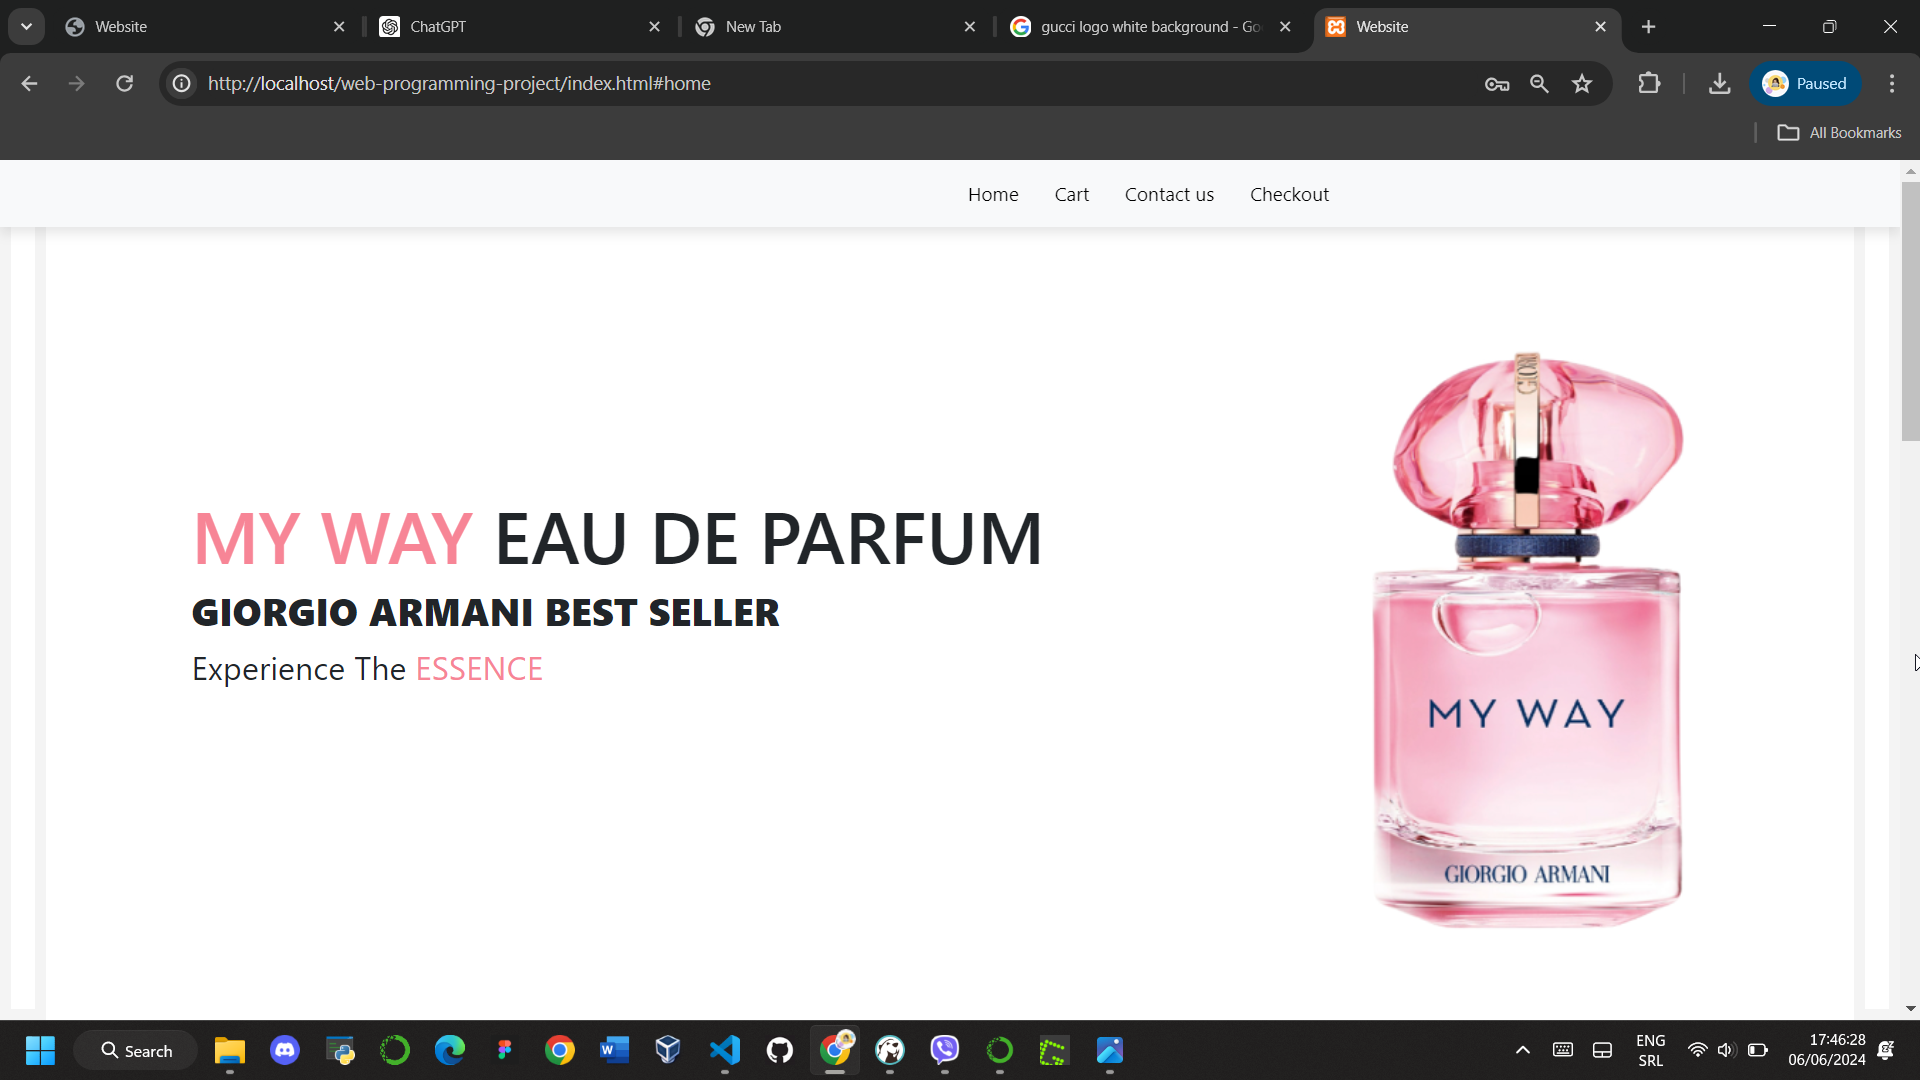 Website
ChatGPT
New Tab
gucci logo white background - Go
Website
http://localhost/web-programming-project/index.html#home
Paused
All Bookmarks
Home
Cart
Contact us
Checkout
MY WAY EAU DE PARFUM
GIORGIO ARMANI BEST SELLER
Experience The ESSENCE
MY WAY
GIORGIO ARMANI
Search
ENG
SRL
17:46:28
06/06/2024